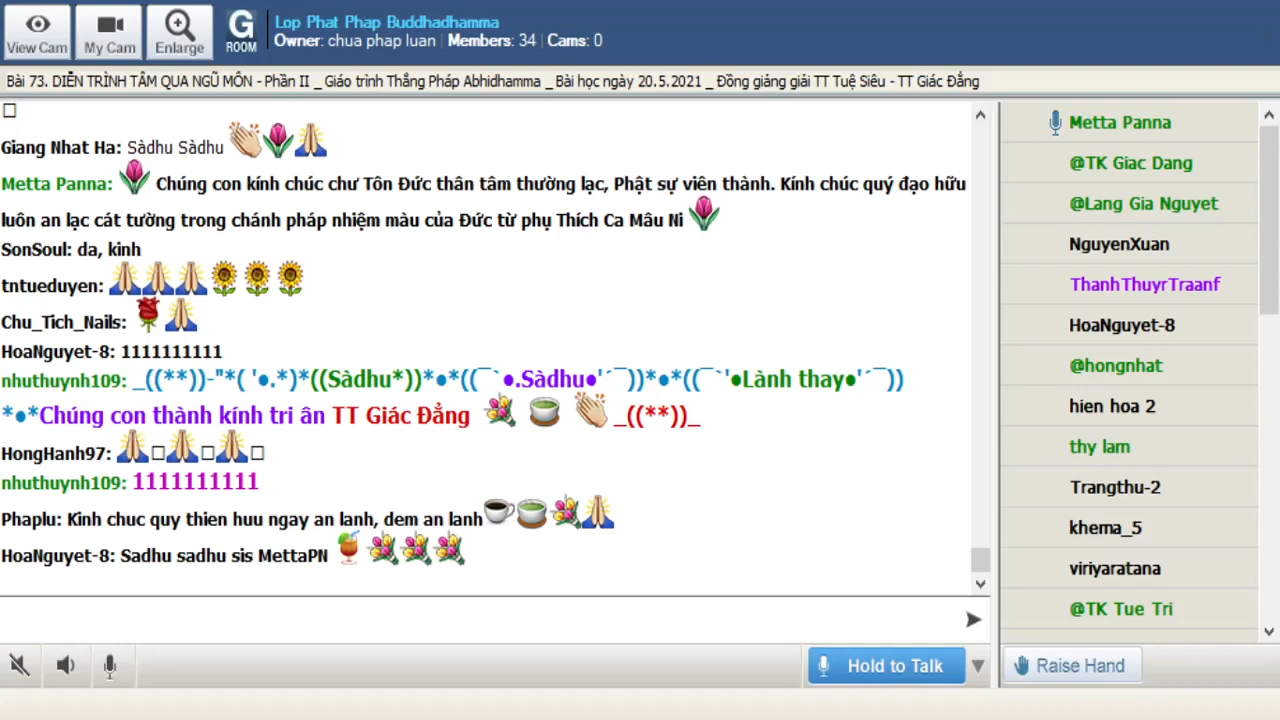 View Cam
My Cam
Enlarge
G
ROOM
Lop Phat Phap Buddhadhamma
Owner: chua phap luan | Members: 34 | Cams: 0
Bài 73. DIỄN TRÌNH TÂM QUA NGŨ MÔN - Phần II _ Giáo trình Thắng Pháp Abhidhamma _ Bài học ngày 20.5.2021 _ Đồng giảng giải TT Tuệ Siêu - TT Giác Đẳng
Giang Nhat Ha: Sàdhu Sàdhu 👏🌷🙏
Metta Panna: 🌷 Chúng con kính chúc chư Tôn Đức thân tâm thường lạc, Phật sự viên thành. Kính chúc quý đạo hữu
luôn an lạc cát tường trong chánh pháp nhiệm màu của Đức từ phụ Thích Ca Mâu Ni 🌷
SonSoul: da, kinh
tntueduyen: 🙏🙏🙏🌻🌻🌻
Chu_Tich_Nails: 🌹🙏
HoaNguyet-8: 1111111111
nhuthuynh109: _((**))-"*( '●.*)*((Sàdhu*))*●*((¯`●.Sàdhu●'´¯))*●*((¯`'●Lành thay●'´¯))
*●*Chúng con thành kính tri ân TT Giác Đẳng 💐 🍵 👏 _((**))_
HongHanh97: 🙏□🙏□🙏□
nhuthuynh109: 1111111111
Phaplu: Kinh chuc quy thien huu ngay an lanh, dem an lanh☕🍵💐🙏
HoaNguyet-8: Sadhu sadhu sis MettaPN 🍹💐💐💐
Hold to Talk
Metta Panna
@TK Giac Dang
@Lang Gia Nguyet
NguyenXuan
ThanhThuyrTraanf
HoaNguyet-8
@hongnhat
hien hoa 2
thy lam
Trangthu-2
khema_5
viriyaratana
@TK Tue Tri
Raise Hand